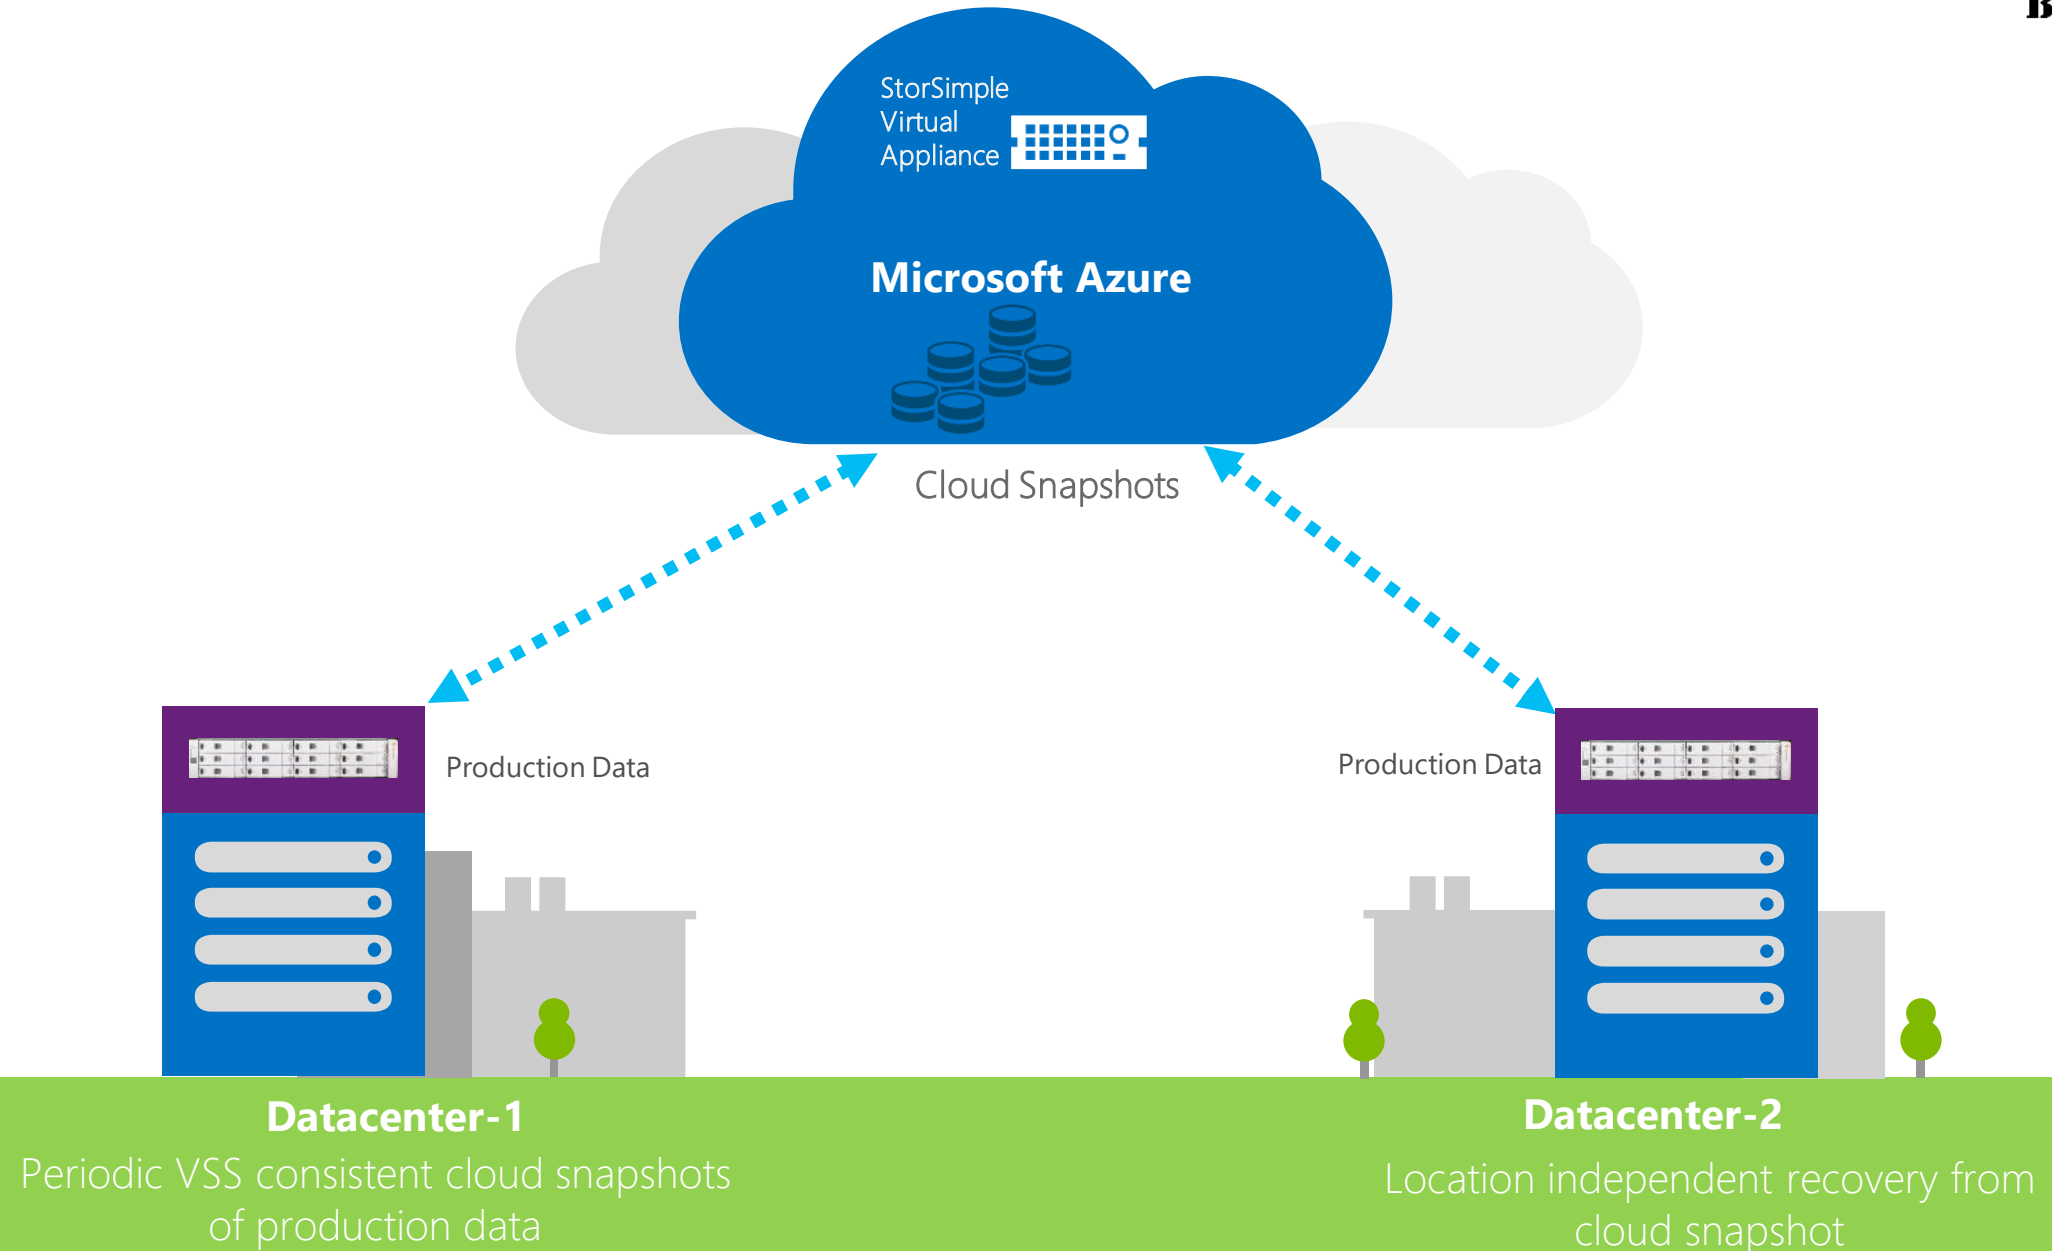 StorSimple
Virtual
Appliance
Microsoft Azure
Cloud Snapshots
Production Data
Production Data
Datacenter-1
Periodic VSS consistent cloud snapshots
of production data
Datacenter-2
Location independent recovery from
cloud snapshot